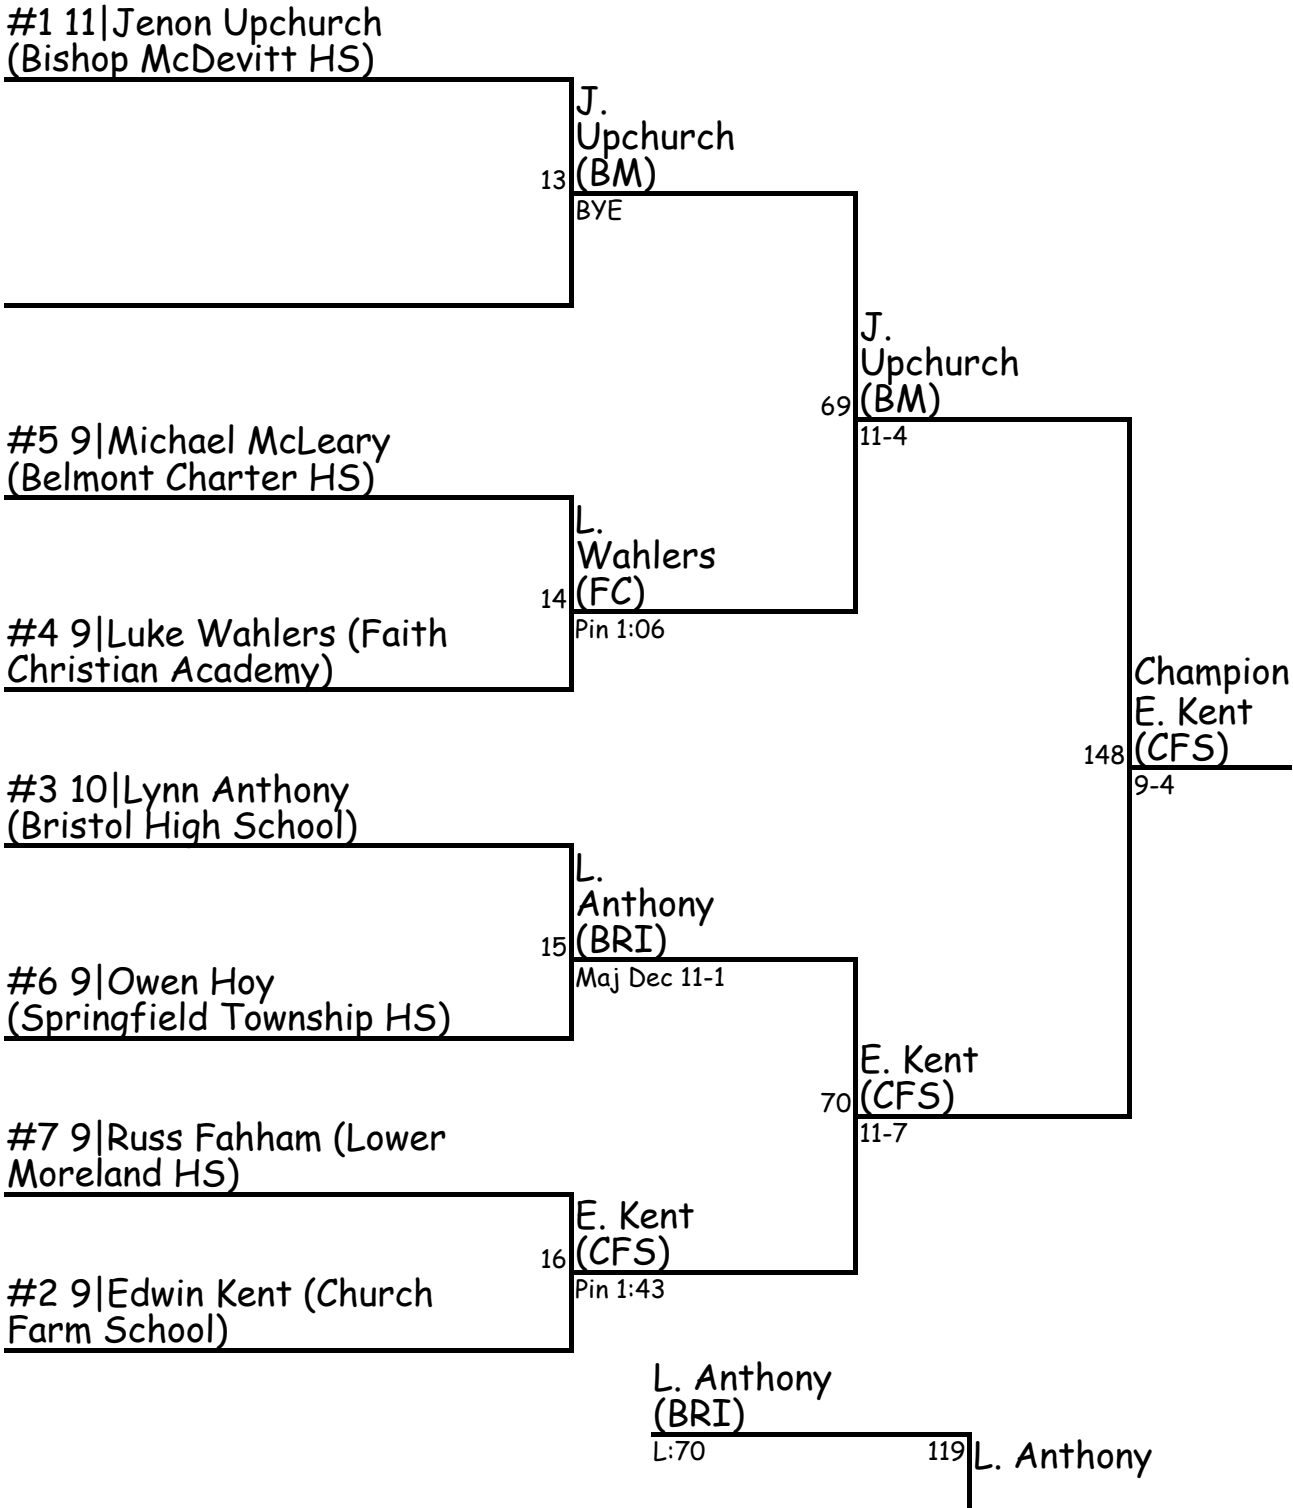 #1 11|Jenon Upchurch
(Bishop McDevitt HS)
J.
Upchurch
13
(BM)
BYE
J.
Upchurch
69
(BM)
11-4
#5 9|Michael McLeary
(Belmont Charter HS)
L.
Wahlers
14
(FC)
Pin 1:06
#4 9|Luke Wahlers (Faith
Christian Academy)
Champion
E. Kent
148
(CFS)
9-4
#3 10|Lynn Anthony
(Bristol High School)
L.
Anthony
15
(BRI)
Maj Dec 11-1
#6 9|Owen Hoy
(Springfield Township HS)
E. Kent
70
(CFS)
11-7
#7 9|Russ Fahham (Lower
Moreland HS)
E. Kent
16
(CFS)
Pin 1:43
#2 9|Edwin Kent (Church
Farm School)
L. Anthony
(BRI)
L:70
119
L. Anthony